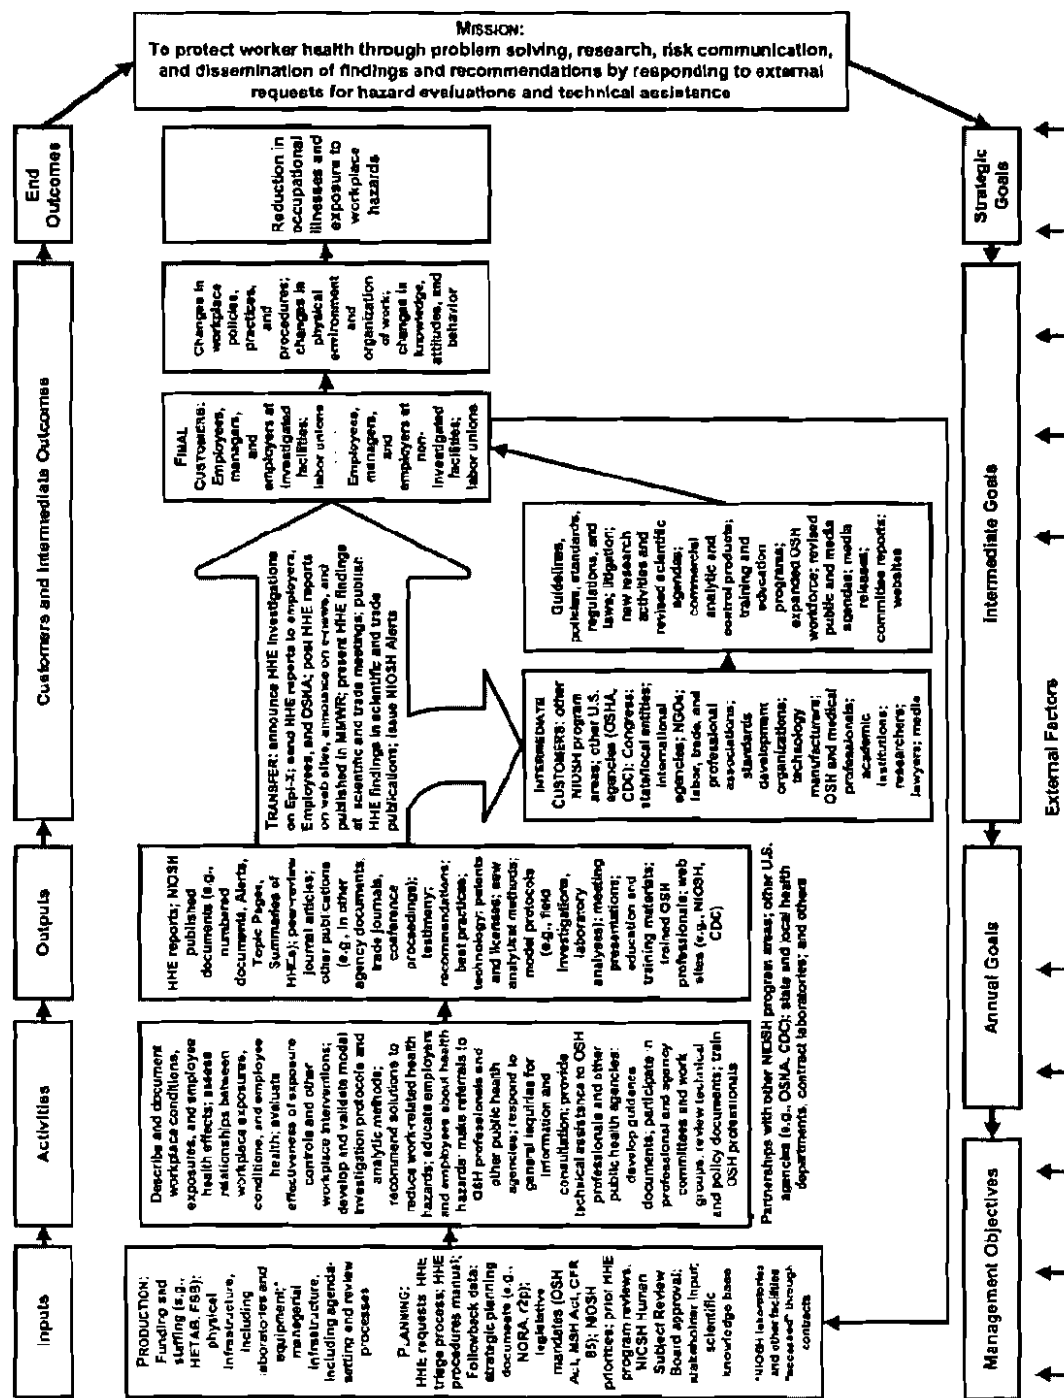 MISSION:
To protect worker health through problem solving, research, risk communication,
and dissemination of findings and recommendations by responding to external
requests for hazard evaluations and technical assistance
Inputs
Activities
Outputs
Customers and Intermediate Outcomes
End
Outcomes
PRODUCTION:
Funding and
staffing (e.g.,
HETAB, FSB);
physical
infrastructure,
including
laboratories and
equipment;*
managerial
infrastructure,
including agenda-
setting and review
processes
PLANNING:
HHE requests HHE
triage process; HHE
procedures manual;
Followback data;
strategic planning
documents (e.g.,
NORA, r2p);
legislative
mandates (OSH
Act, MSH Act, CFR
85); NIOSH
priorities; prior HHE
program reviews,
NIOSH Human
Subject Review
Board approval;
stakeholder input;
scientific
knowledge base
*NIOSH laboratories
and other facilities
"accessed" through
contracts
Describe and document
workplace conditions,
exposures, and employee
health effects; assess
relationships between
workplace exposures,
conditions, and employee
health; evaluate
effectiveness of exposure
controls and other
workplace interventions;
develop and validate model
investigation protocols and
analytic methods;
recommend solutions to
reduce work-related health
hazards; educate employers
and employees about health
hazards; make referrals to
OSH professionals and
other public health
agencies; respond to
general inquiries for
information and
consultation; provide
technical assistance to OSH
professionals and other
public health agencies;
develop guidance
documents; participate in
professional and agency
committees and work
groups, review technical
and policy documents; train
OSH professionals
Partnerships with other NIOSH program areas; other U.S.
agencies (e.g., OSHA, CDC); state and local health
departments, contract laboratories; and others
HHE reports; NIOSH
published
documents (e.g.,
numbered
documents, Alerts,
Topic Pages,
Summaries of
HHEs); peer-review
journal articles;
other publications
(e.g., in other
agency documents,
trade journals,
conference
proceedings);
testimony;
recommendations;
best practices;
technology; patents
and licenses; new
analytical methods;
model protocols
(e.g., field
investigations,
laboratory
analyses); meeting
presentations;
education and
training materials;
trained OSH
professionals; web
sites (e.g., NIOSH,
CDC)
TRANSFER: announce HHE Investigations
on Epi-X; send HHE reports to employers,
Employees, and OSHA; post HHE reports
on web sites, announce on e-news, and
published in MMWR; present HHE findings
at scientific and trade meetings; publish
HHE findings in scientific and trade
publications; issue NIOSH Alerts
INTERMEDIATE
CUSTOMERS: other
NIOSH program
areas; other U.S.
agencies (OSHA,
CDC); Congress;
state/local entities;
international
agencies; NGOs;
labor, trade, and
professional
associations;
standards
development
organizations;
technology
manufacturers;
OSH and medical
professionals;
academic
institutions;
researchers;
lawyers; media
Guidelines,
policies, standards,
regulations, and
laws; litigation;
new research
activities and
revised scientific
agendas;
commercial
analytic and
control products;
training and
education
programs;
expanded OSH
workforce; revised
public and media
agendas; media
releases;
committee reports;
websites
FINAL
CUSTOMERS:
Employees,
managers,
and
employers at
investigated
facilities;
labor unions
Employees,
managers,
and
employers at
non-
investigated
facilities;
labor unions
Changes in
workplace
policies,
practices,
and
procedures;
changes in
physical
environment
and
organization
of work;
changes in
knowledge,
attitudes, and
behavior
Reduction in
occupational
illnesses and
exposure to
workplace
hazards
Management Objectives
Annual Goals
Intermediate Goals
Strategic
Goals
External Factors